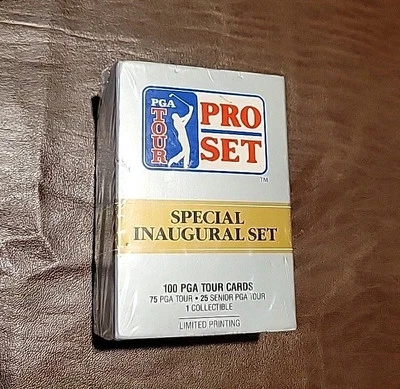 PGA
TOUR
PRO
SET
TM
SPECIAL
INAUGURAL SET
100 PGA TOUR CARDS
75 PGA TOUR • 25 SENIOR PGA TOUR
1 COLLECTIBLE
LIMITED PRINTING